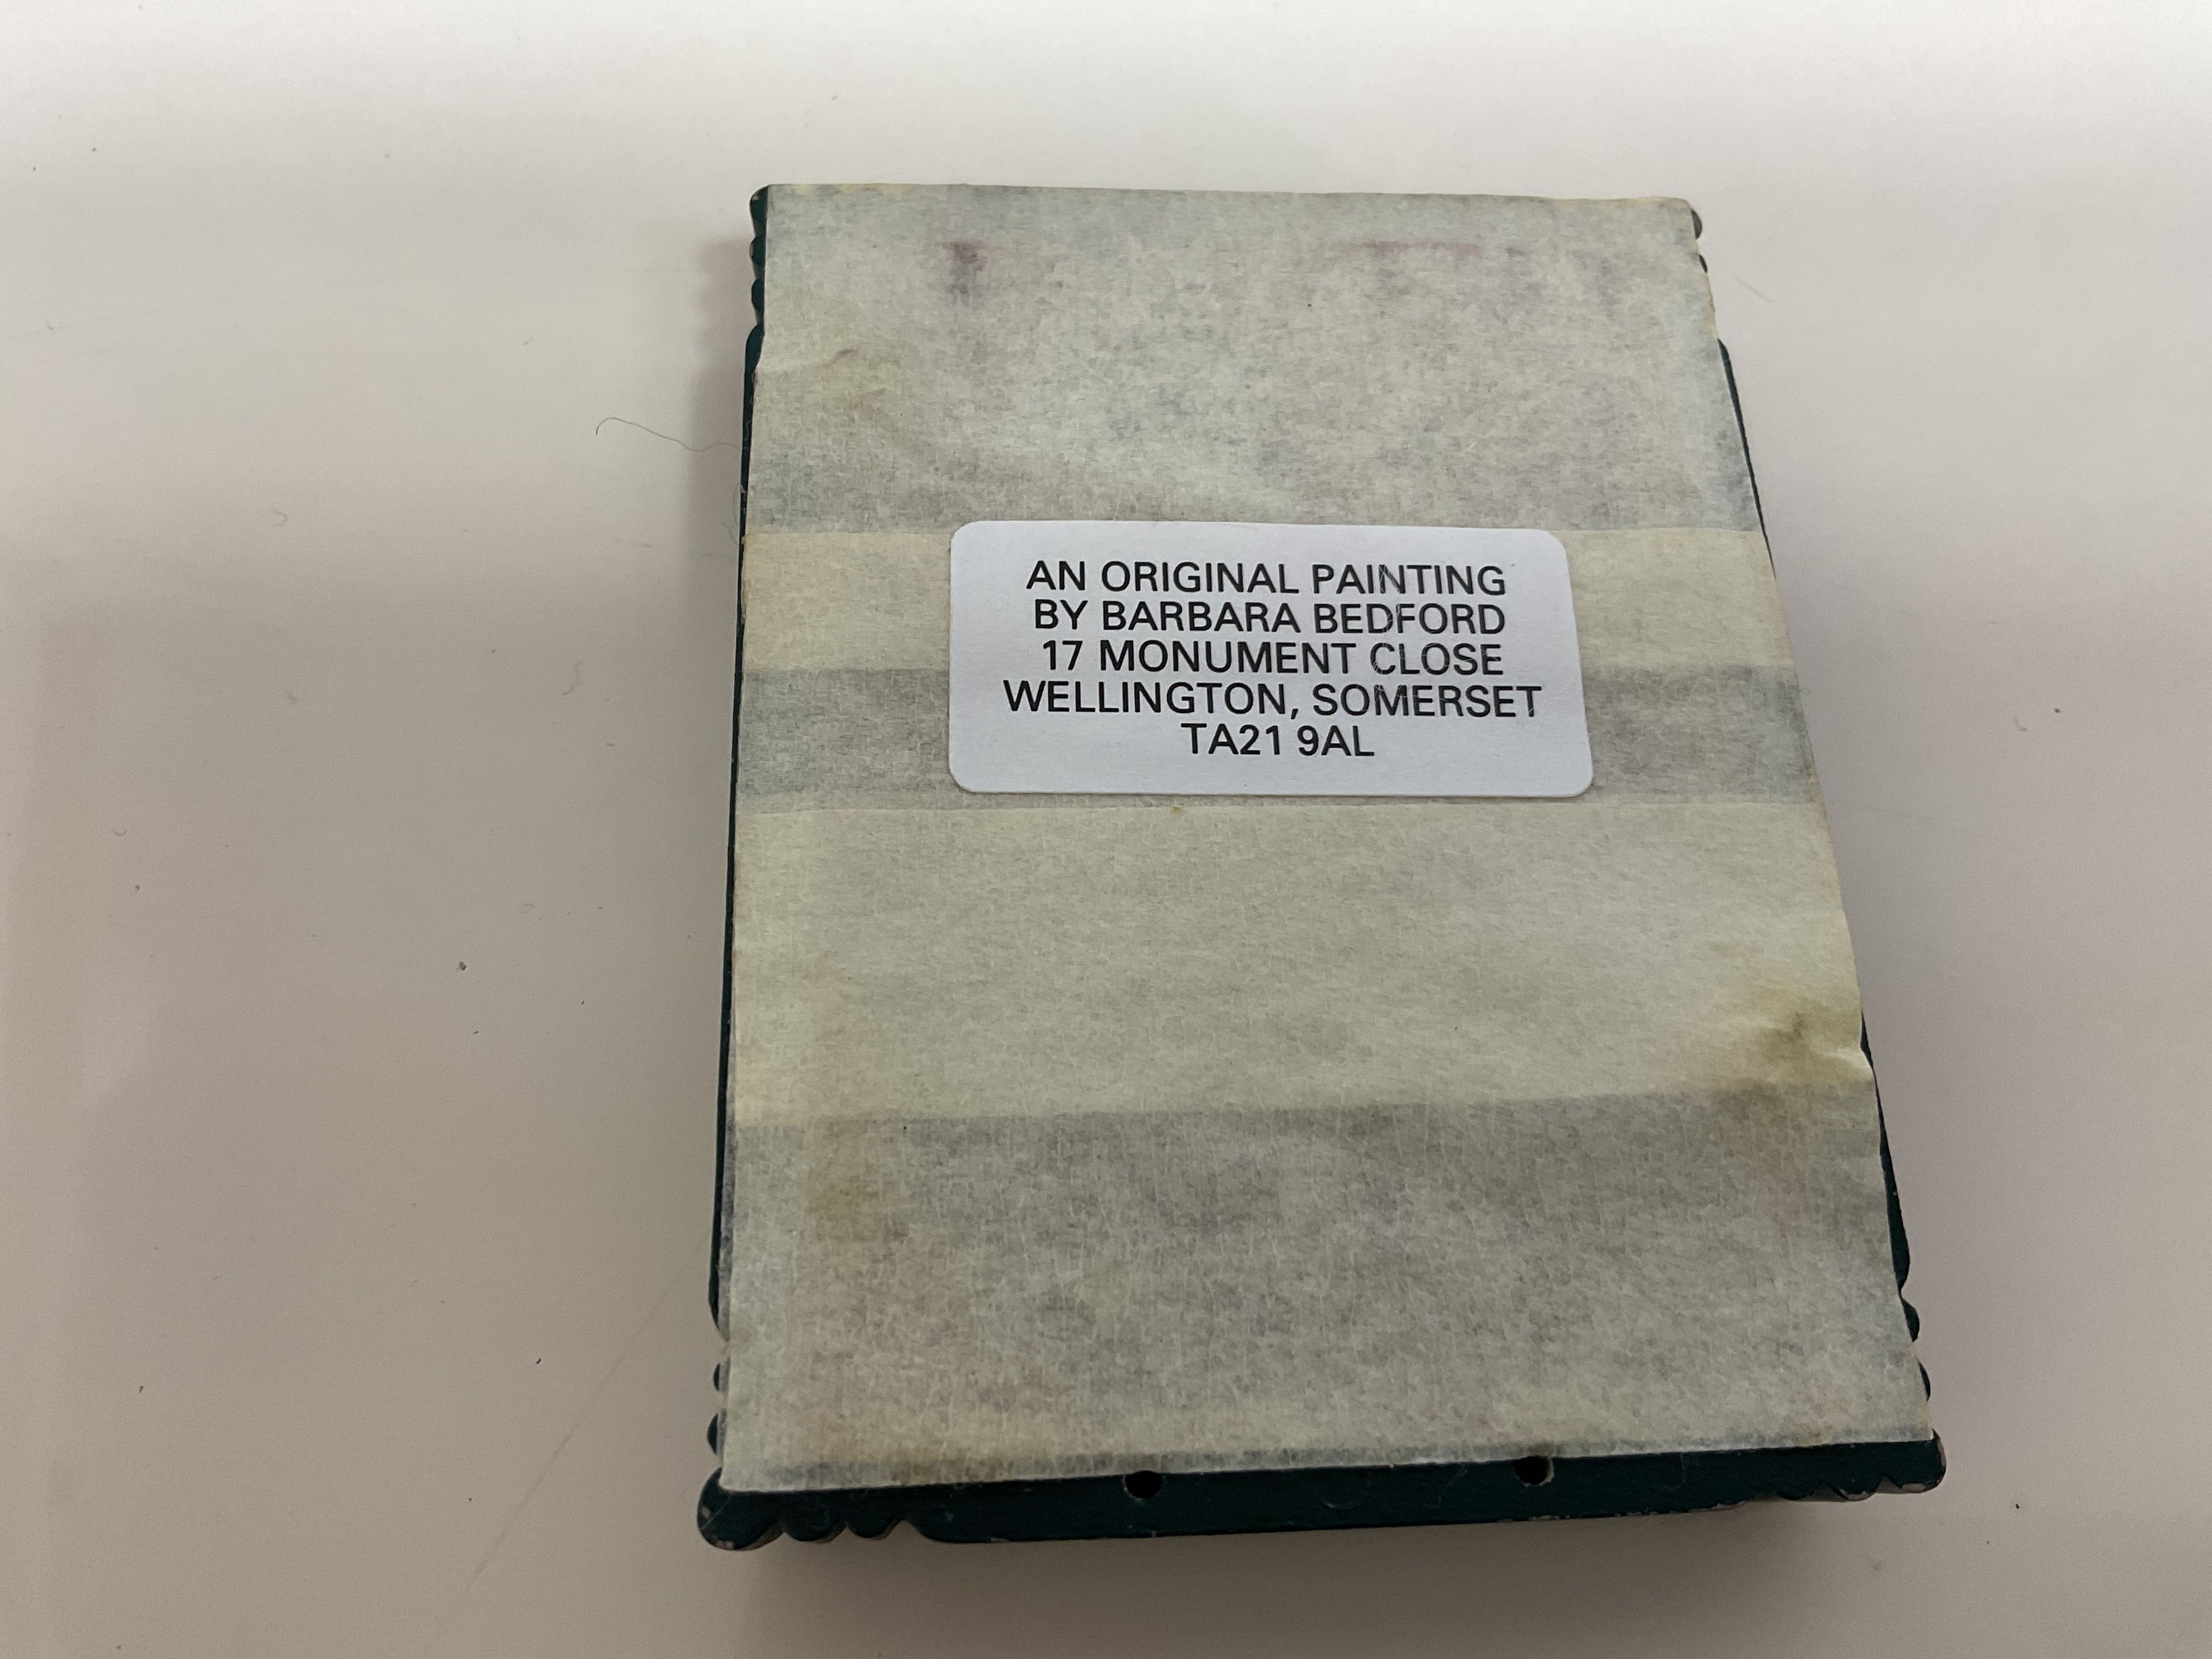 AN ORIGINAL PAINTING
BY BARBARA BEDFORD
17 MONUMENT CLOSE
WELLINGTON, SOMERSET
TA21 9AL